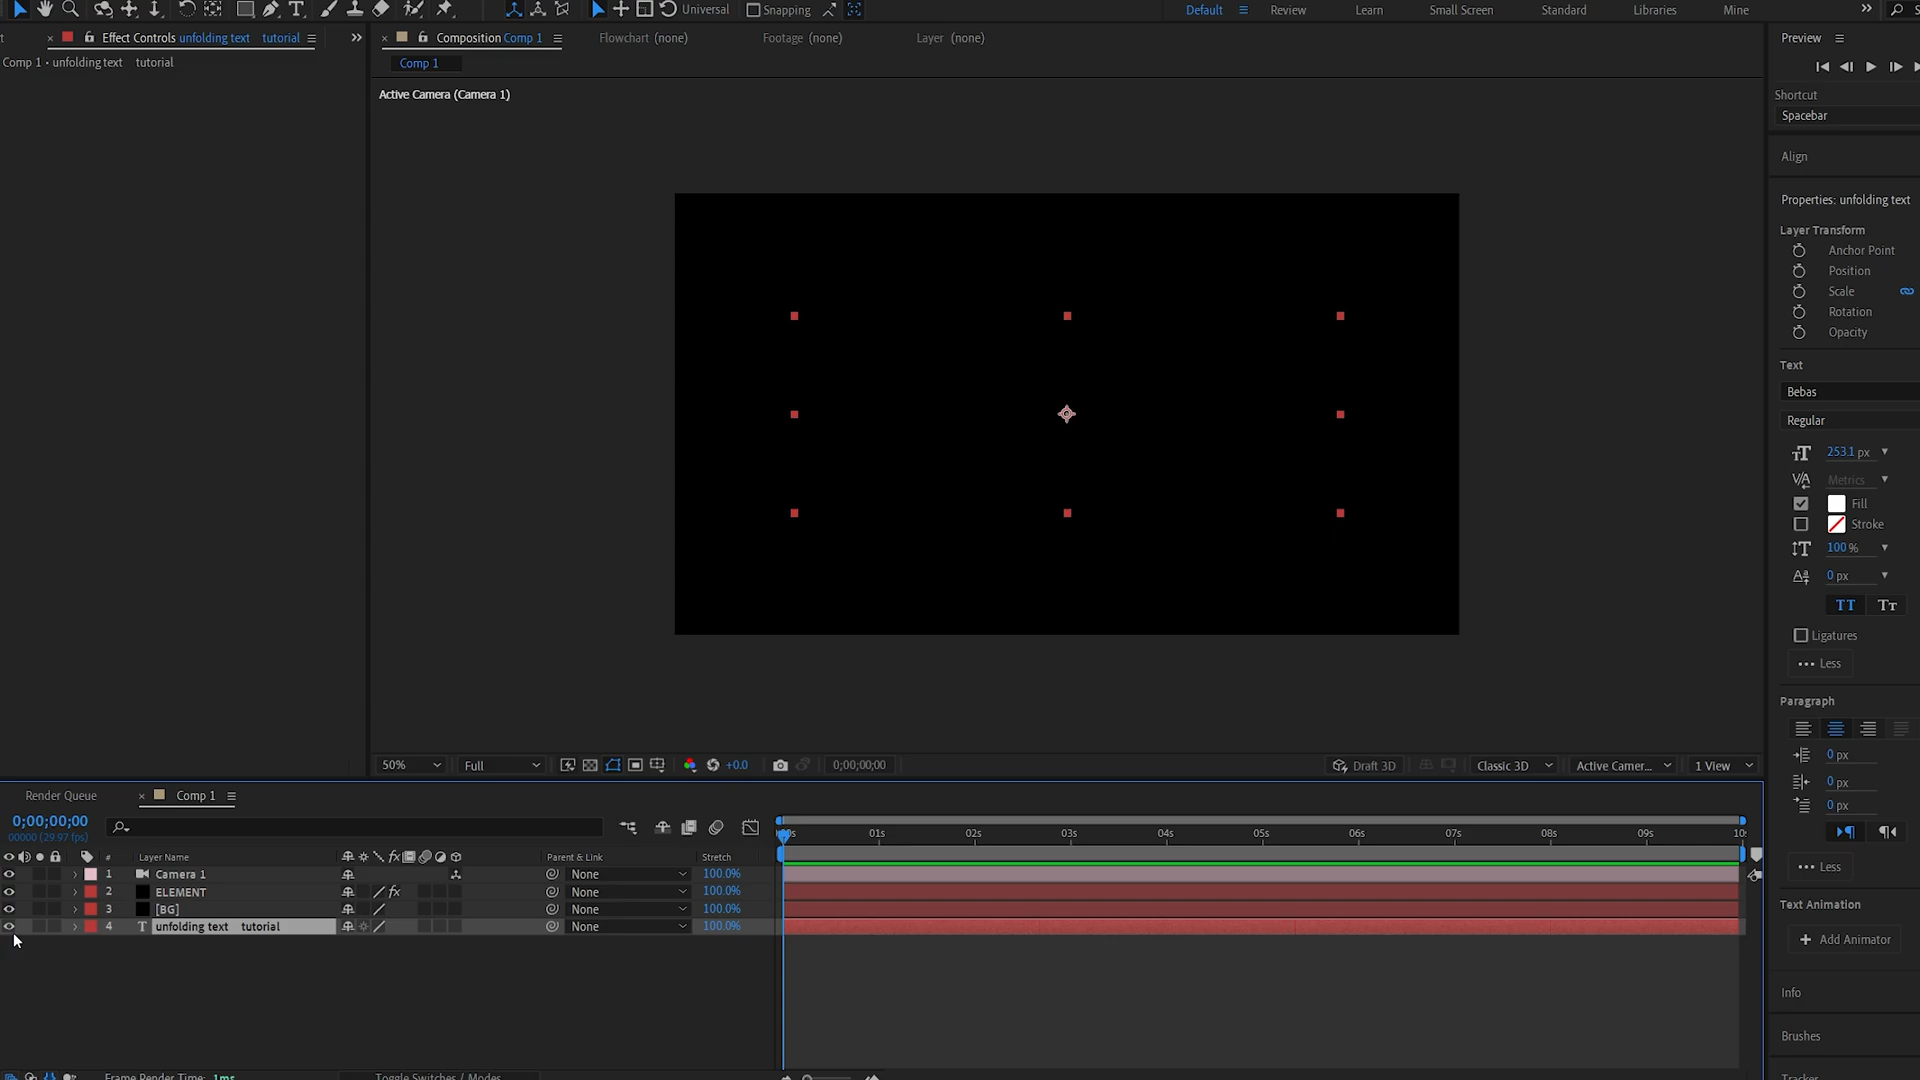 Universal Snapping Default Review Learn Small Screen Standard Libraries Mine
Effect Controls unfolding text tutorial
Comp 1 • unfolding text tutorial
Composition Comp 1 Flowchart (none) Footage (none) Layer (none)
Comp 1
Active Camera (Camera 1)
Preview
Shortcut
Spacebar
Align
Properties: unfolding text
Layer Transform
Anchor Point
Position
Scale
Rotation
Opacity
Text
Bebas
Regular
253.1 px
Metrics
Fill
Stroke
100 %
0 px
TT Tт
Ligatures
Less
Paragraph
0 px
0 px
0 px
Less
Text Animation
Add Animator
Info
Brushes
50% Full +0.0 0;00;00;00 Draft 3D Classic 3D Active Camer... 1 View
Render Queue Comp 1
0;00;00;00
00000 (29.97 fps)
01s 02s 03s 04s 05s 06s 07s 08s 09s
# Layer Name Parent & Link Stretch
1 Camera 1 None 100.0%
2 ELEMENT fx None 100.0%
3 [BG] None 100.0%
4 T unfolding text tutorial None 100.0%
Frame Render Time: 1ms Toggle Switches / Modes